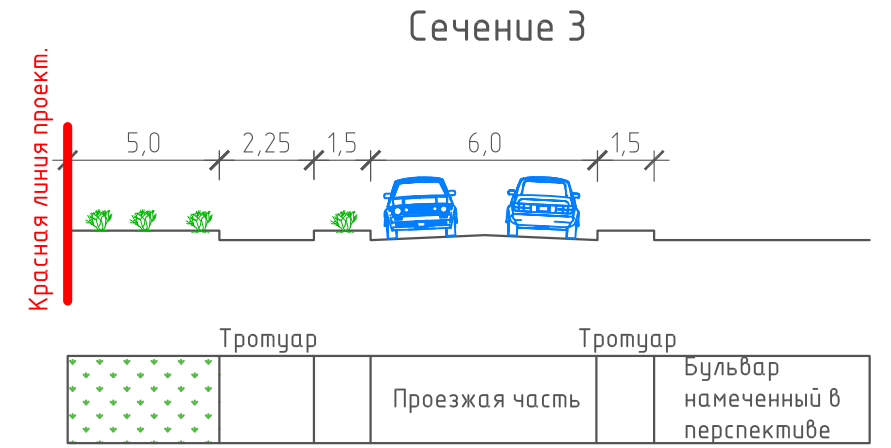 Сечение 3
Красная линия проект.
5,0 2,25 1,5 6,0 1,5
Тротуар Тротуар
Проезжая часть
Бульвар
намеченный в
перспективе